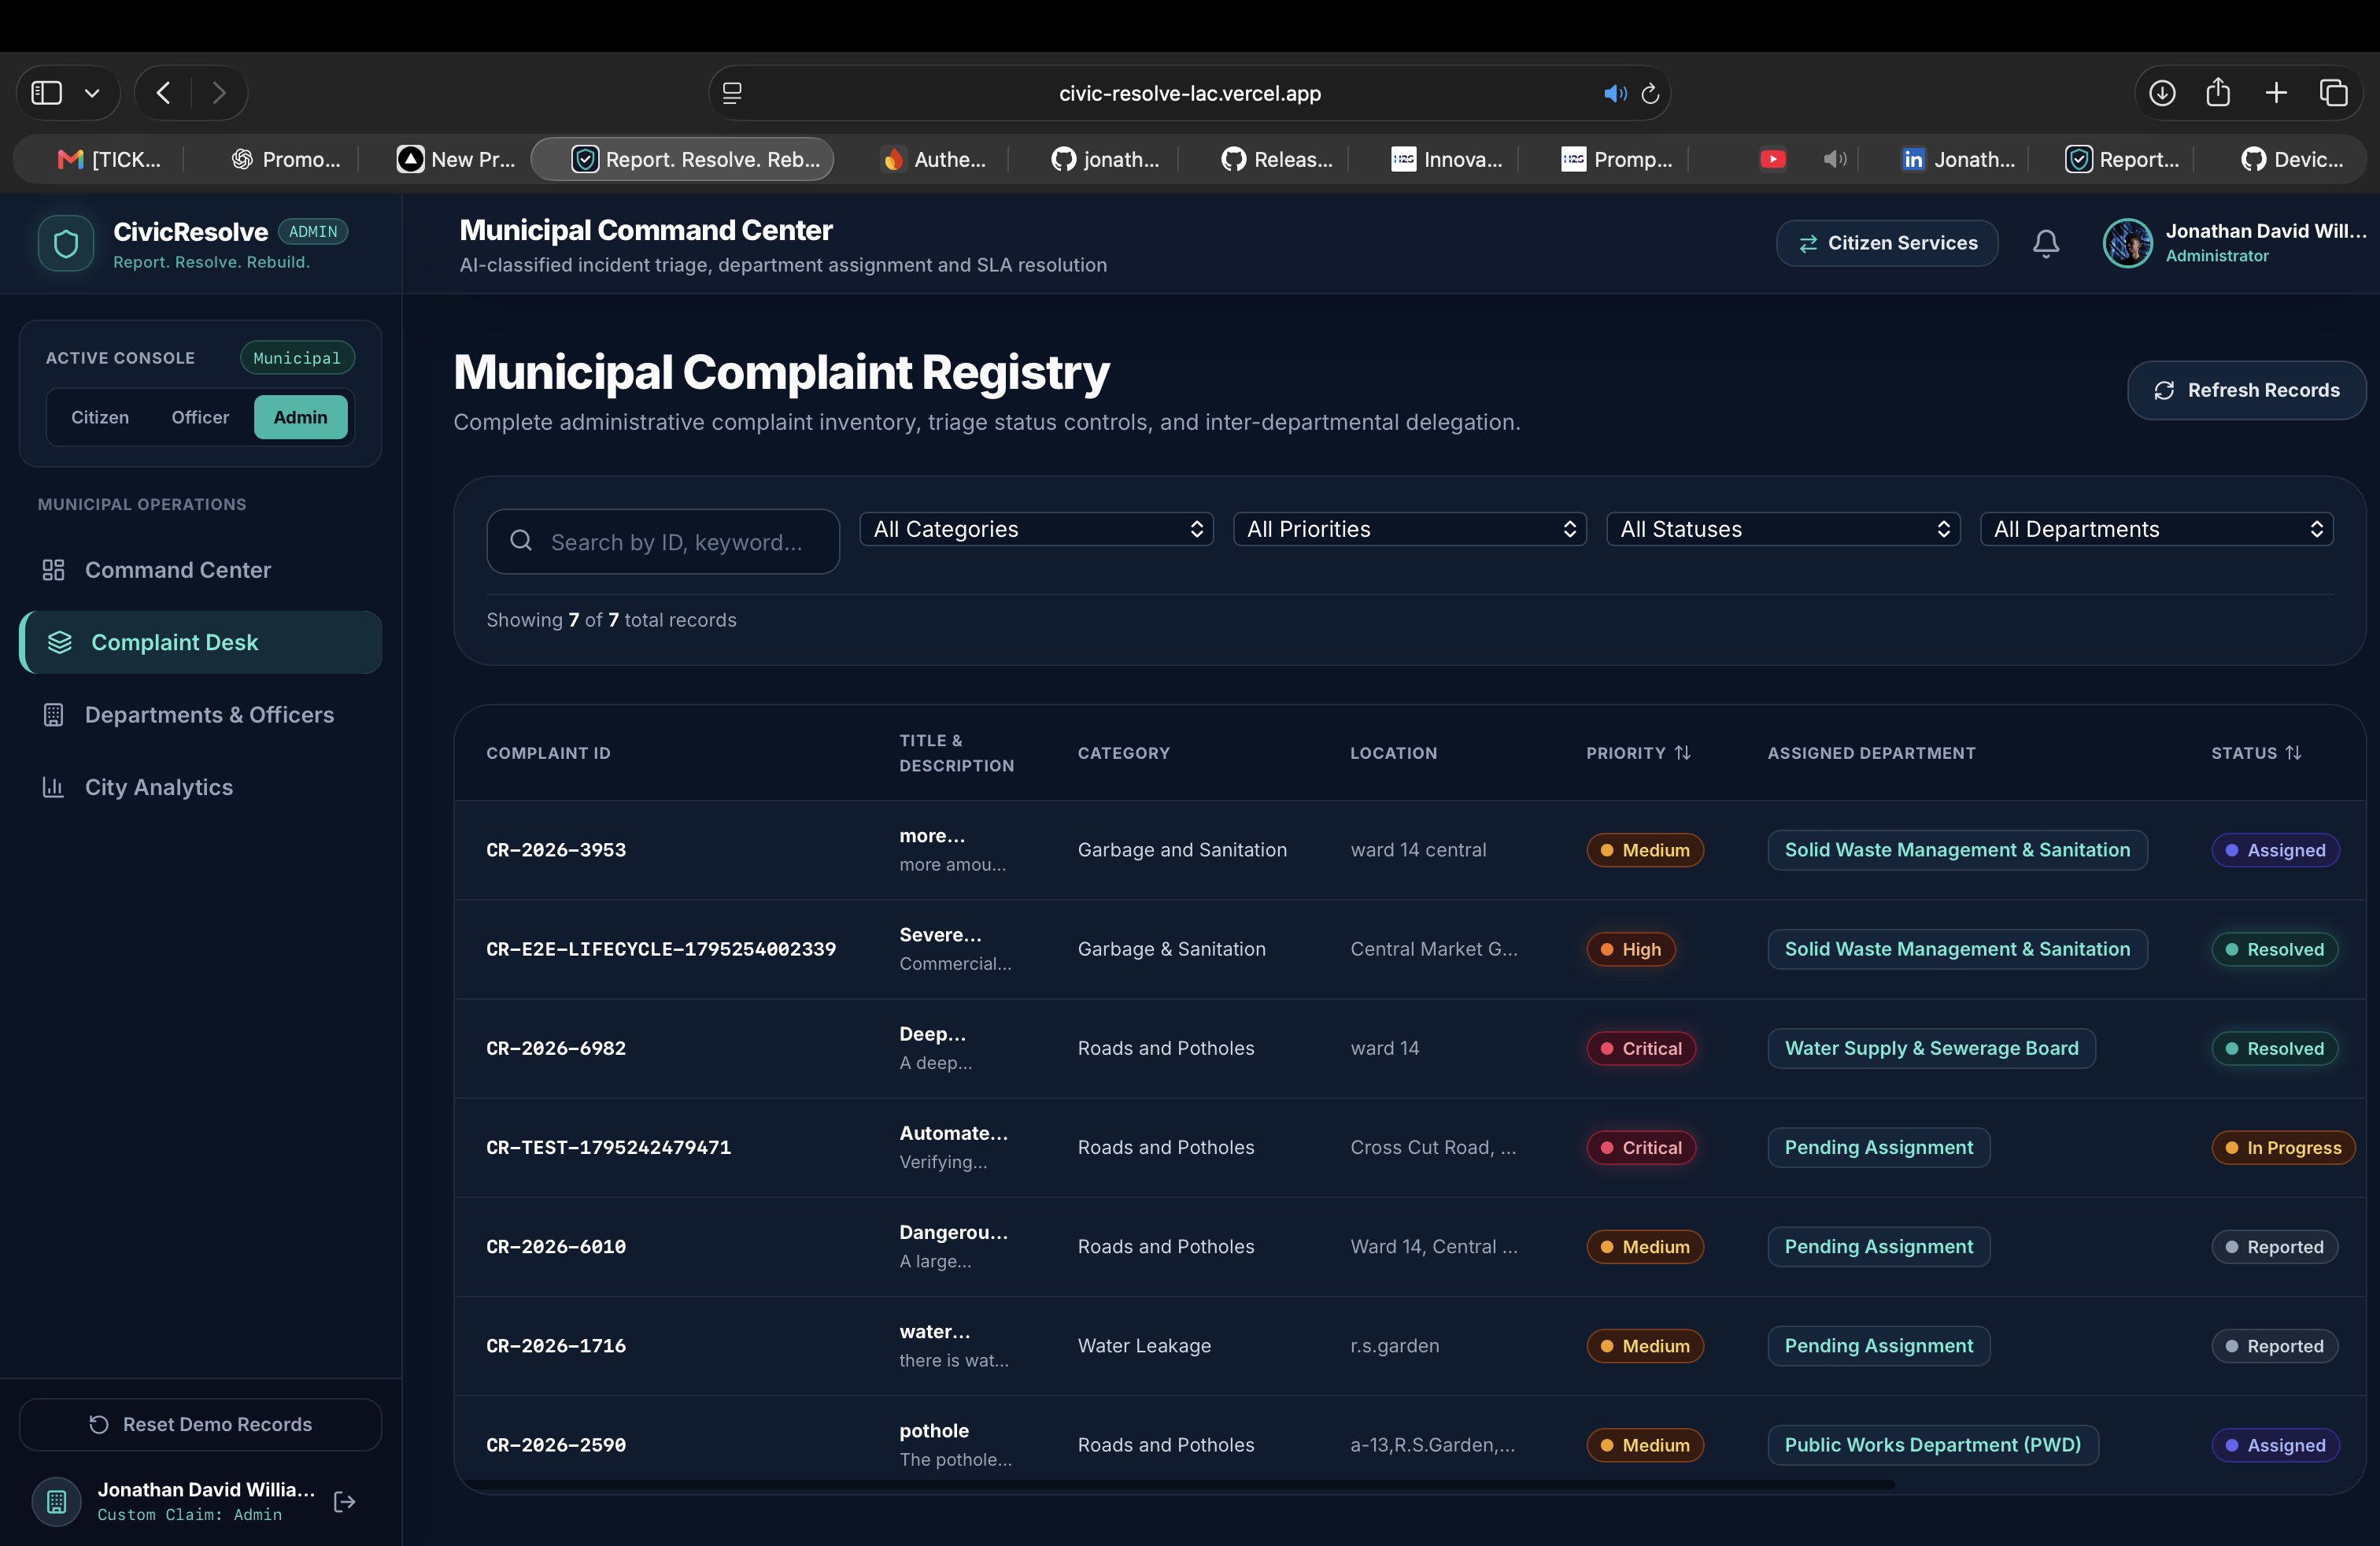 civic-resolve-lac.vercel.app
[TICK...
Promo...
New Pr...
Report. Resolve. Reb...
Authe...
jonath...
Releas...
H2S Innova...
H2S Promp...
in Jonath...
Report...
Devic...
CivicResolve ADMIN
Report. Resolve. Rebuild.
Municipal Command Center
AI-classified incident triage, department assignment and SLA resolution
Citizen Services
Jonathan David Will...
Administrator
ACTIVE CONSOLE Municipal
Citizen Officer Admin
MUNICIPAL OPERATIONS
Command Center
Complaint Desk
Departments & Officers
City Analytics
Reset Demo Records
Jonathan David Willia...
Custom Claim: Admin
Municipal Complaint Registry
Complete administrative complaint inventory, triage status controls, and inter-departmental delegation.
Refresh Records
Search by ID, keyword...
All Categories
All Priorities
All Statuses
All Departments
Showing 7 of 7 total records
COMPLAINT ID TITLE & DESCRIPTION CATEGORY LOCATION PRIORITY ASSIGNED DEPARTMENT STATUS
CR-2026-3953 more... Garbage and Sanitation ward 14 central Medium Solid Waste Management & Sanitation Assigned
more amou...
CR-E2E-LIFECYCLE-1795254002339 Severe... Garbage & Sanitation Central Market G... High Solid Waste Management & Sanitation Resolved
Commercial...
CR-2026-6982 Deep... Roads and Potholes ward 14 Critical Water Supply & Sewerage Board Resolved
A deep...
CR-TEST-1795242479471 Automate... Roads and Potholes Cross Cut Road, ... Critical Pending Assignment In Progress
Verifying...
CR-2026-6010 Dangerou... Roads and Potholes Ward 14, Central ... Medium Pending Assignment Reported
A large...
CR-2026-1716 water... Water Leakage r.s.garden Medium Pending Assignment Reported
there is wat...
CR-2026-2590 pothole Roads and Potholes a-13,R.S.Garden,... Medium Public Works Department (PWD) Assigned
The pothole...